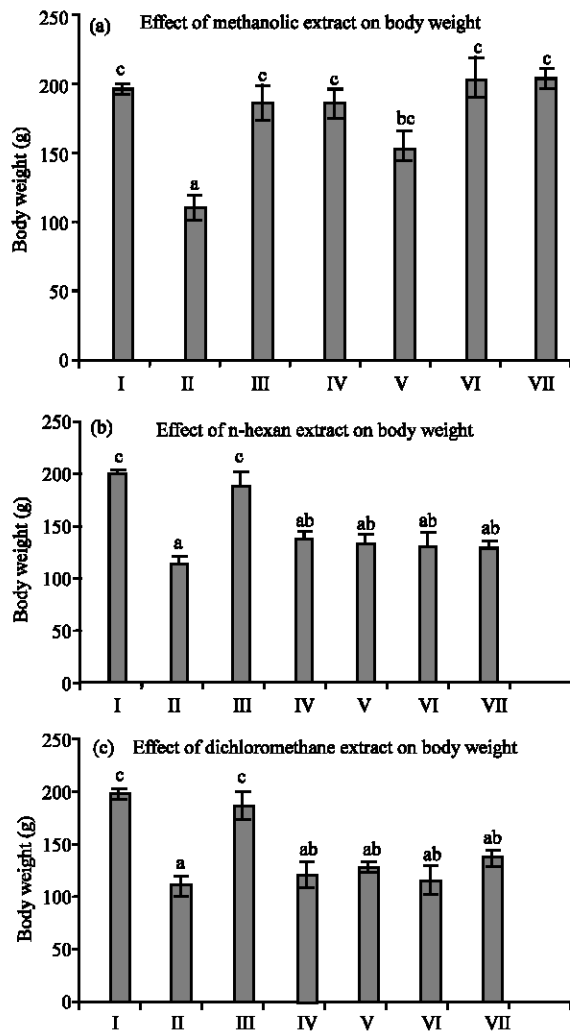 (a) Effect of methanolic extract on body weight
250
200
150
100
50
0
Body weight (g)
c
a
c
c
bc
c
c
I II III IV V VI VII
(b) Effect of n-hexan extract on body weight
250
200
150
100
50
0
Body weight (g)
c
a
c
ab
ab
ab
ab
I II III IV V VI VII
(c) Effect of dichloromethane extract on body weight
250
200
150
100
50
0
Body weight (g)
c
a
c
ab
ab
ab
ab
I II III IV V VI VII